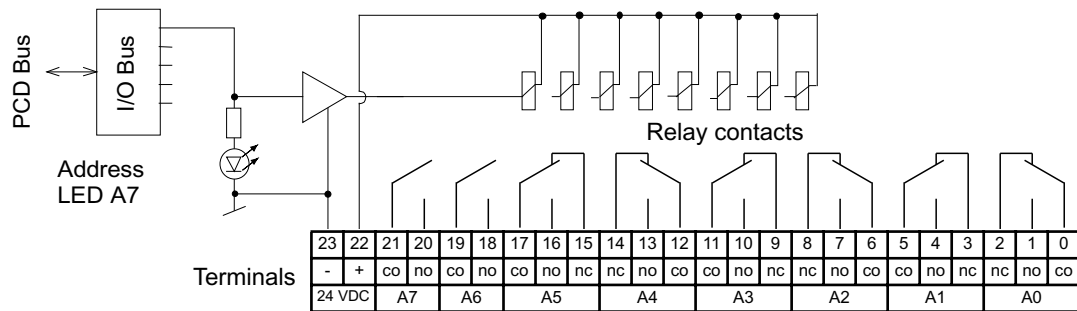 PCD Bus
I/O Bus
Relay contacts
Address
LED A7
23 22 21 20 19 18 17 16 15 14 13 12 11 10 9 8 7 6 5 4 3 2 1 0
Terminals
- + co no co no co no nc nc no co co no nc nc no co co no nc nc no co
24 VDC A7 A6 A5 A4 A3 A2 A1 A0